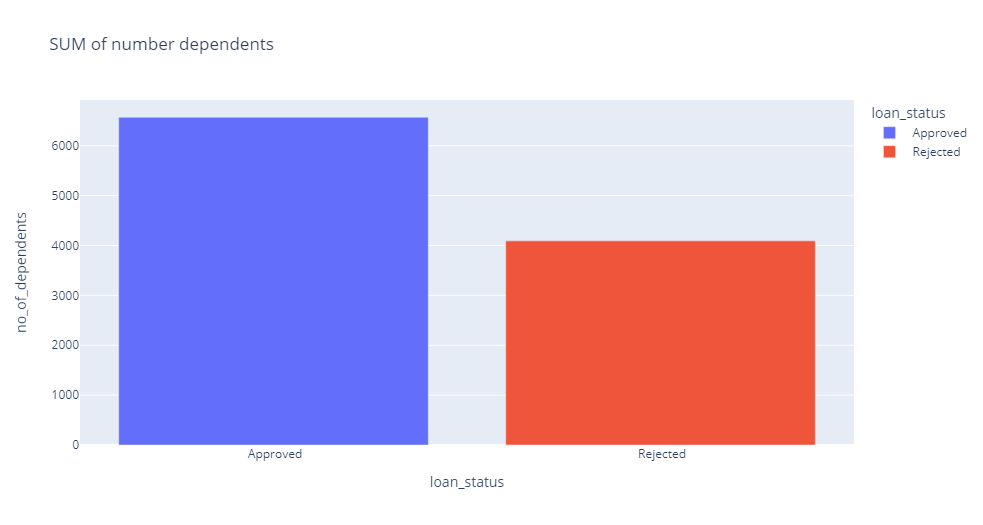 SUM of number dependents
loan_status
Approved
Rejected
no_of_dependents
6000
5000
4000
3000
2000
1000
0
Approved
Rejected
loan_status